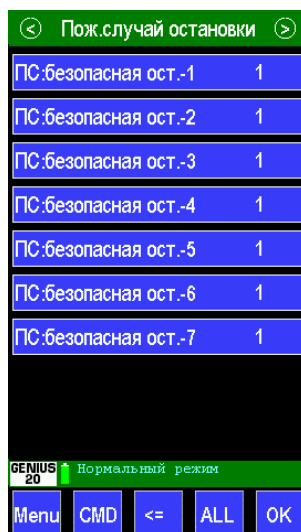 < Пож.случай остановки >
ПС:безопасная ост.-1 1
ПС:безопасная ост.-2 1
ПС:безопасная ост.-3 1
ПС:безопасная ост.-4 1
ПС:безопасная ост.-5 1
ПС:безопасная ост.-6 1
ПС:безопасная ост.-7 1
GENIUS 20 Нормальный режим
Menu CMD <= ALL OK